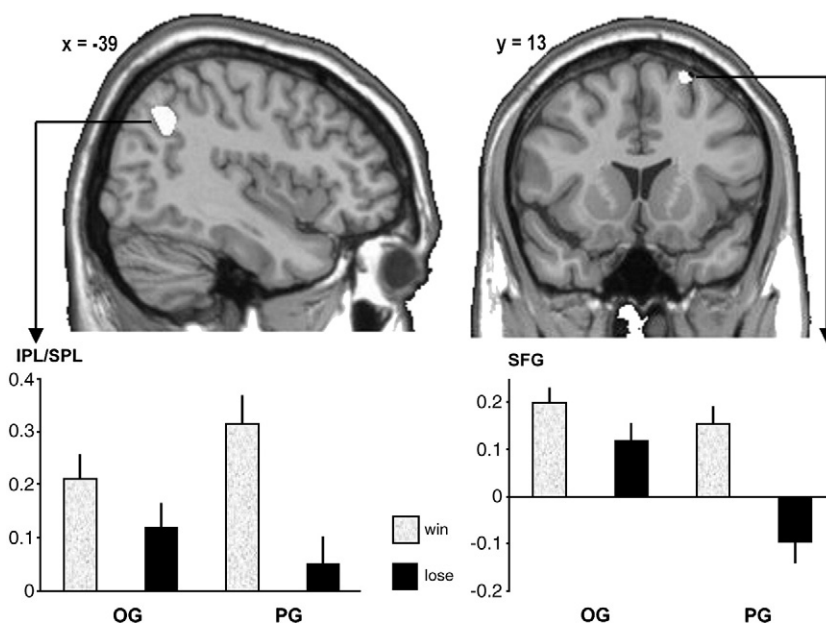 x = -39
y = 13
IPL/SPL
0.4
0.3
0.2
0.1
0
OG PG
win
lose
SFG
0.2
0.1
0
-0.1
-0.2
OG PG